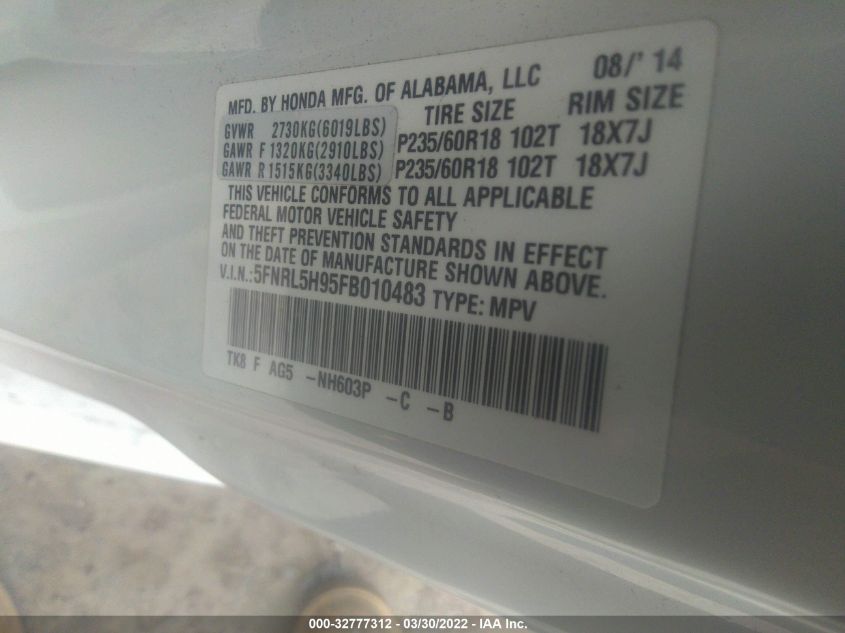 MFD. BY HONDA MFG. OF ALABAMA, LLC 08/' 14
TIRE SIZE RIM SIZE
GVWR 2730KG(6019LBS)
GAWR F 1320KG(2910LBS) P235/60R18 102T 18X7J
GAWR R 1515KG(3340LBS) P235/60R18 102T 18X7J
THIS VEHICLE CONFORMS TO ALL APPLICABLE
FEDERAL MOTOR VEHICLE SAFETY
AND THEFT PREVENTION STANDARDS IN EFFECT
ON THE DATE OF MANUFACTURE SHOWN ABOVE.
V.I.N.:5FNRL5H95FB010483 TYPE: MPV
TK8 F AG5 -NH603P -C -B
000-32777312 - 03/30/2022 - IAA Inc.